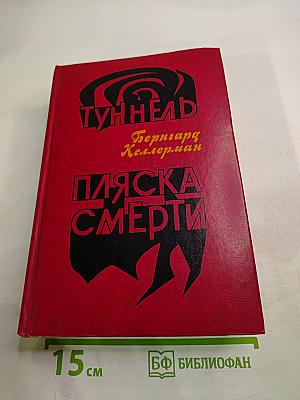 ТУННЕЛЬ
Бернгард
Келлерман
ПЛЯСКА
СМЕРТИ
15 см
БФ БИБЛИОФАН